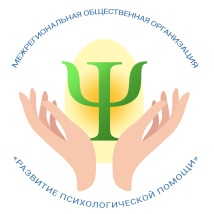 МЕЖРЕГИОНАЛЬНАЯ ОБЩЕСТВЕННАЯ ОРГАНИЗАЦИЯ
Ψ
«РАЗВИТИЕ ПСИХОЛОГИЧЕСКОЙ ПОМОЩИ»